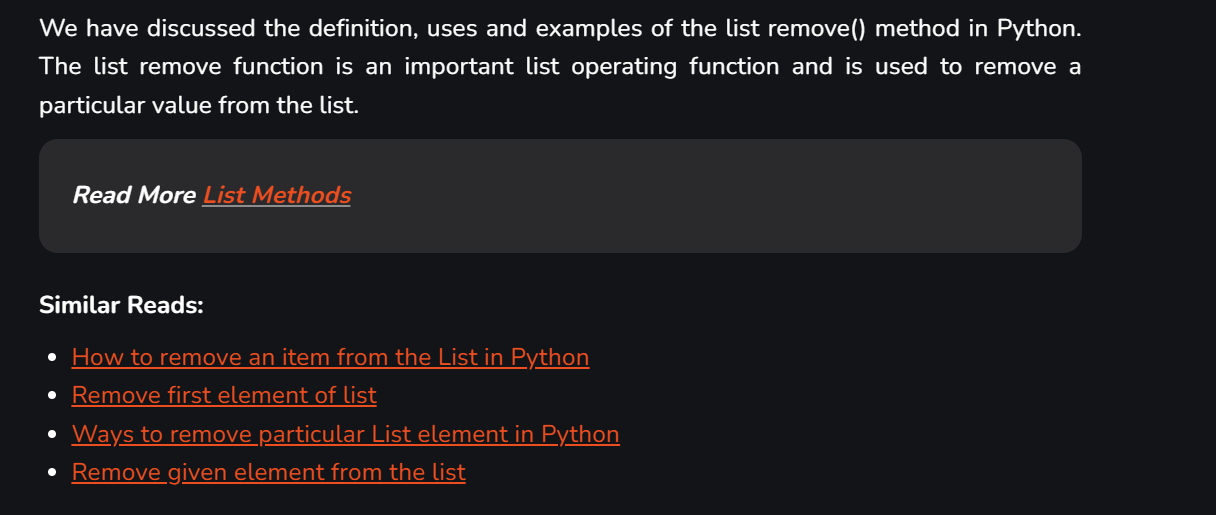 We have discussed the definition, uses and examples of the list remove() method in Python.
The list remove function is an important list operating function and is used to remove a
particular value from the list.
Read More List Methods
Similar Reads:
How to remove an item from the List in Python
Remove first element of list
Ways to remove particular List element in Python
Remove given element from the list